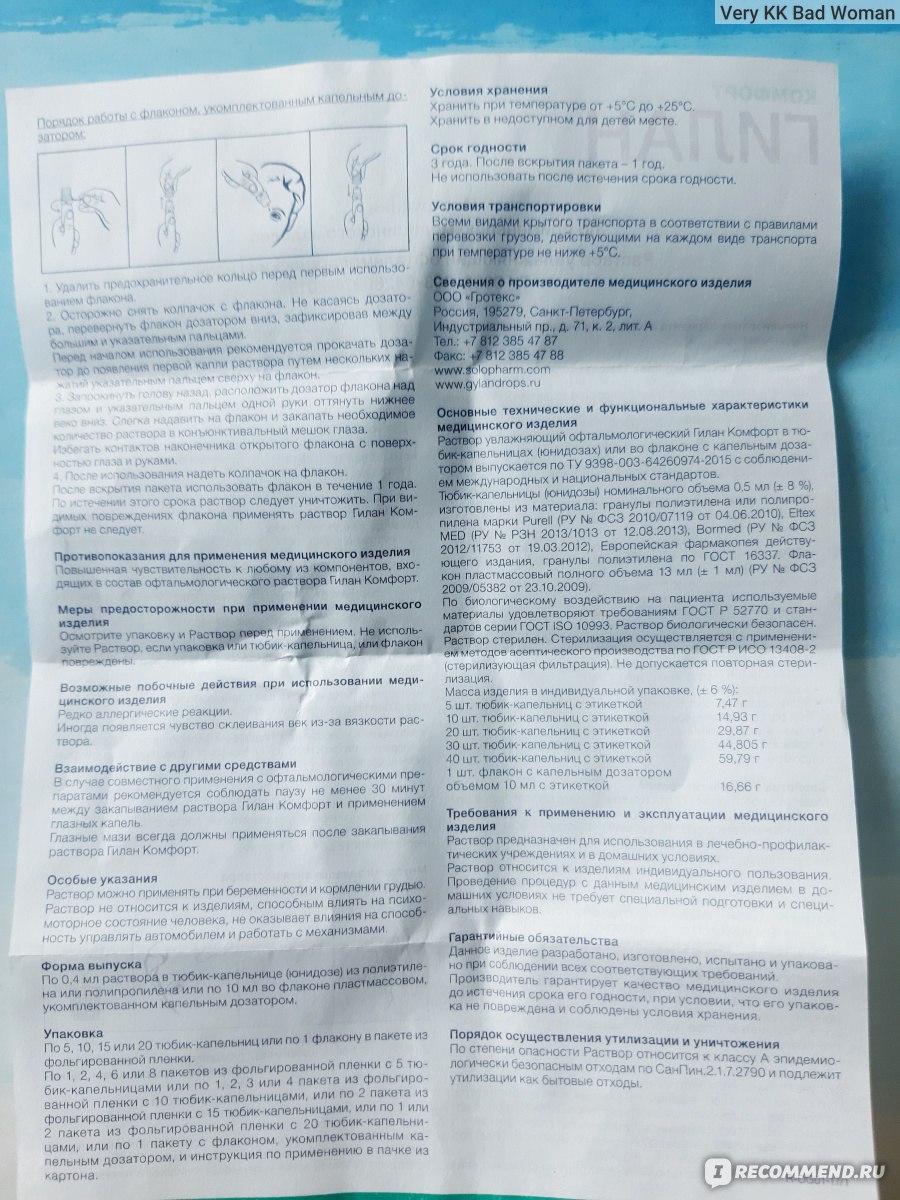 Very KK Bad Woman
Порядок работы с флаконом, укомплектованным капельным до-
затором:
1. Удалить предохранительное кольцо перед первым использо-
ванием флакона.
2. Осторожно снять колпачок с флакона. Не касаясь дозато-
ра, перевернуть флакон дозатором вниз, зафиксировав между
большим и указательным пальцами.
Перед началом использования рекомендуется прокачать доза-
тор до появления первой капли раствора путем нескольких на-
жатий указательным пальцем сверху на флакон.
3. Запрокинуть голову назад, расположить дозатор флакона над
глазом и указательным пальцем одной руки оттянуть нижнее
веко вниз. Слегка надавить на флакон и закапать необходимое
количество раствора в конъюнктивальный мешок глаза.
Избегать контактов наконечника открытого флакона с поверх-
ностью глаза и руками.
4. После использования надеть колпачок на флакон.
После вскрытия пакета использовать флакон в течение 1 года.
По истечении этого срока раствор следует уничтожить. При ви-
димых повреждениях флакона применять раствор Гилан Ком-
форт не следует.
Противопоказания для применения медицинского изделия
Повышенная чувствительность к любому из компонентов, вхо-
дящих в состав офтальмологического раствора Гилан Комфорт.
Меры предосторожности при применении медицинского
изделия
Осмотрите упаковку и Раствор перед применением. Не исполь-
зуйте Раствор, если упаковка или тюбик-капельница, или флакон
повреждены.
Возможные побочные действия при использовании меди-
цинского изделия
Редко аллергические реакции.
Иногда появляется чувство склеивания век из-за вязкости рас-
твора.
Взаимодействие с другими средствами
В случае совместного применения с офтальмологическими пре-
паратами рекомендуется соблюдать паузу не менее 30 минут
между закапыванием раствора Гилан Комфорт и применением
глазных капель.
Глазные мази всегда должны применяться после закапывания
раствора Гилан Комфорт.
Особые указания
Раствор можно применять при беременности и кормлении грудью.
Раствор не относится к изделиям, способным влиять на психо-
моторное состояние человека, не оказывает влияния на способ-
ность управлять автомобилем и работать с механизмами.
Форма выпуска
По 0,4 мл раствора в тюбик-капельнице (юнидозе) из полиэтиле-
на или полипропилена или по 10 мл во флаконе пластмассовом,
укомплектованном капельным дозатором.
Упаковка
По 5, 10, 15 или 20 тюбик-капельниц или по 1 флакону в пакете из
фольгированной пленки.
По 1, 2, 4, 6 или 8 пакетов из фольгированной пленки с 5 тю-
бик-капельницами или по 1, 2, 3 или 4 пакета из фольгиро-
ванной пленки с 10 тюбик-капельницами, или по 2 пакета из
фольгированной пленки с 15 тюбик-капельницами, или по 1 или
2 пакета из фольгированной пленки с 20 тюбик-капельни-
цами, или по 1 пакету с флаконом, укомплектованным ка-
пельным дозатором, и инструкция по применению в пачке из
картона.
Условия хранения
Хранить при температуре от +5°С до +25°С.
Хранить в недоступном для детей месте.
Срок годности
3 года. После вскрытия пакета – 1 год.
Не использовать после истечения срока годности.
Условия транспортировки
Всеми видами крытого транспорта в соответствии с правилами
перевозки грузов, действующими на каждом виде транспорта
при температуре не ниже +5°С.
Сведения о производителе медицинского изделия
ООО «Гротекс»
Россия, 195279, Санкт-Петербург,
Индустриальный пр., д. 71, к. 2, лит. А
Тел.: +7 812 385 47 87
Факс: +7 812 385 47 88
www.solopharm.com
www.gylandrops.ru
Основные технические и функциональные характеристики
медицинского изделия
Раствор увлажняющий офтальмологический Гилан Комфорт в тю-
бик-капельницах (юнидозах) или во флаконе с капельным доза-
тором выпускается по ТУ 9398-003-64260974-2015 с соблюдени-
ем международных и национальных стандартов.
Тюбик-капельницы (юнидозы) номинального объема 0,5 мл (± 8 %),
изготовлены из материала: гранулы полиэтилена или полипро-
пилена марки Purell (РУ № ФСЗ 2010/07119 от 04.06.2010), Eltex
MED (РУ № РЗН 2013/1013 от 12.08.2013), Bormed (РУ № ФСЗ
2012/11753 от 19.03.2012), Европейская фармакопея действу-
ющего издания, гранулы полиэтилена по ГОСТ 16337. Фла-
кон пластмассовый полного объема 13 мл (± 1 мл) (РУ № ФСЗ
2009/05382 от 23.10.2009).
По биологическому воздействию на пациента используемые
материалы удовлетворяют требованиям ГОСТ Р 52770 и стан-
дартов серии ГОСТ ISO 10993. Раствор биологически безопасен.
Раствор стерилен. Стерилизация осуществляется с применени-
ем методов асептического производства по ГОСТ Р ИСО 13408-2
(стерилизующая фильтрация). Не допускается повторная стери-
лизация.
Масса изделия в индивидуальной упаковке, (± 6 %):
5 шт. тюбик-капельниц с этикеткой 7,47 г
10 шт. тюбик-капельниц с этикеткой 14,93 г
20 шт. тюбик-капельниц с этикеткой 29,87 г
30 шт. тюбик-капельниц с этикеткой 44,805 г
40 шт. тюбик-капельниц с этикеткой 59,79 г
1 шт. флакон с капельным дозатором
объемом 10 мл с этикеткой 16,66 г
Требования к применению и эксплуатации медицинского
изделия
Раствор предназначен для использования в лечебно-профилак-
тических учреждениях и в домашних условиях.
Раствор относится к изделиям индивидуального пользования.
Проведение процедур с данным медицинским изделием в до-
машних условиях не требует специальной подготовки и специ-
альных навыков.
Гарантийные обязательства
Данное изделие разработано, изготовлено, испытано и упакова-
но при соблюдении всех соответствующих требований.
Производитель гарантирует качество медицинского изделия
до истечения срока его годности, при условии, что его упаков-
ка не повреждена и соблюдены условия хранения.
Порядок осуществления утилизации и уничтожения
По степени опасности Раствор относится к классу А эпидемио-
логически безопасным отходам по СанПин.2.1.7.2790 и подлежит
утилизации как бытовые отходы.
IRECOMMEND.RU